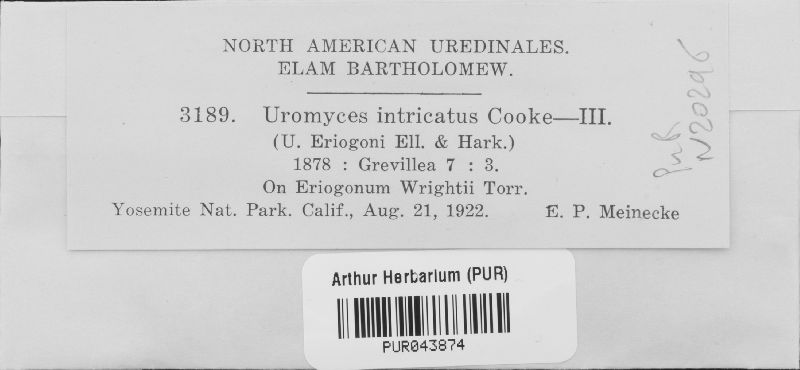 NORTH AMERICAN UREDINALES.
ELAM BARTHOLOMEW.
3189. Uromyces intricatus Cooke—III.
(U. Eriogoni Ell. & Hark.)
1878 : Grevillea 7 : 3.
On Eriogonum Wrightii Torr.
Yosemite Nat. Park. Calif., Aug. 21, 1922. E. P. Meinecke
PUR
N20296
Arthur Herbarium (PUR)
PUR043874